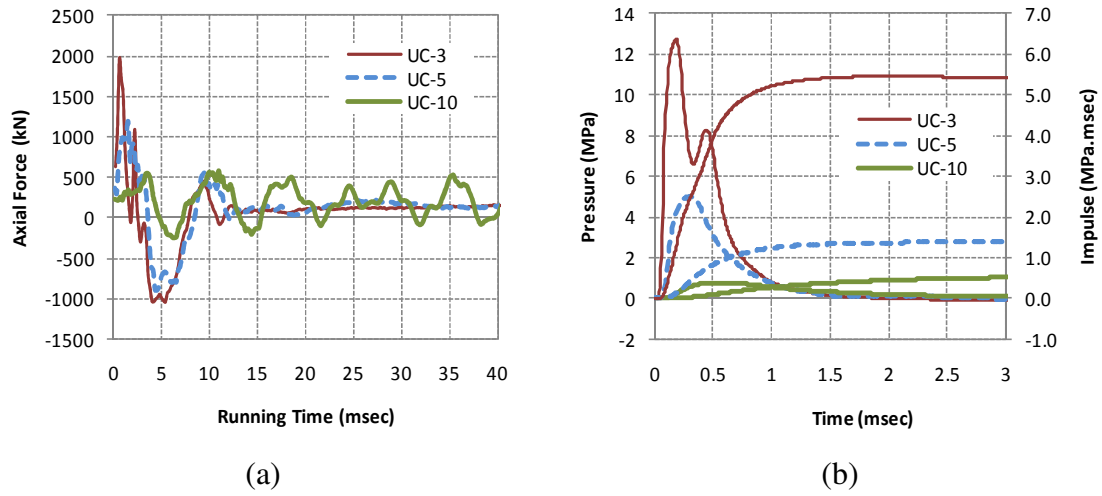 2000
1500
1000
500
0
-500
-1000
-1500
Axial Force (kN)
0 5 10 15 20 25 30 35 40
Running Time (msec)
UC-3
UC-5
UC-10
(a)
14
12
10
8
6
4
2
0
-2
Pressure (MPa)
7.0
6.0
5.0
4.0
3.0
2.0
1.0
0.0
-1.0
Impulse (MPa.msec)
0 0.5 1 1.5 2 2.5 3
Time (msec)
UC-3
UC-5
UC-10
(b)